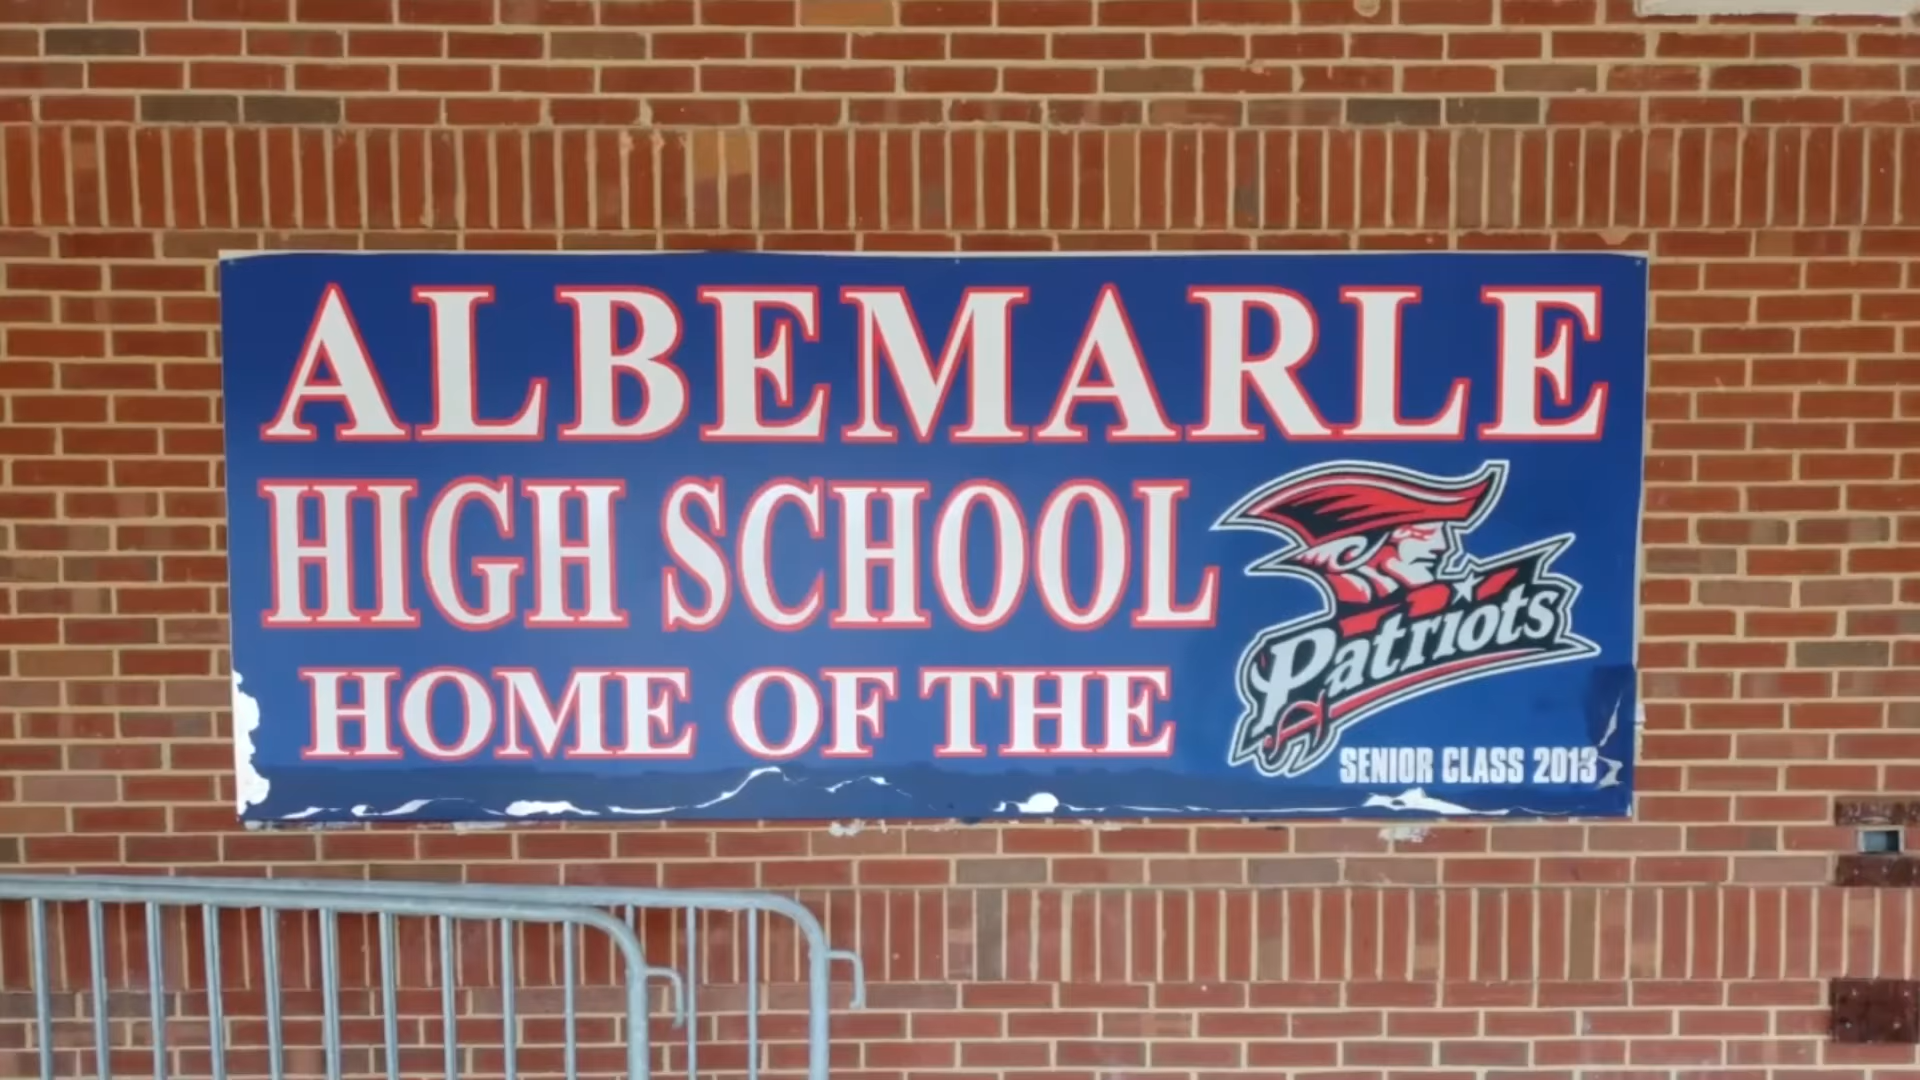 ALBEMARLE
HIGH SCHOOL
HOME OF THE
Patriots
SENIOR CLASS 2013